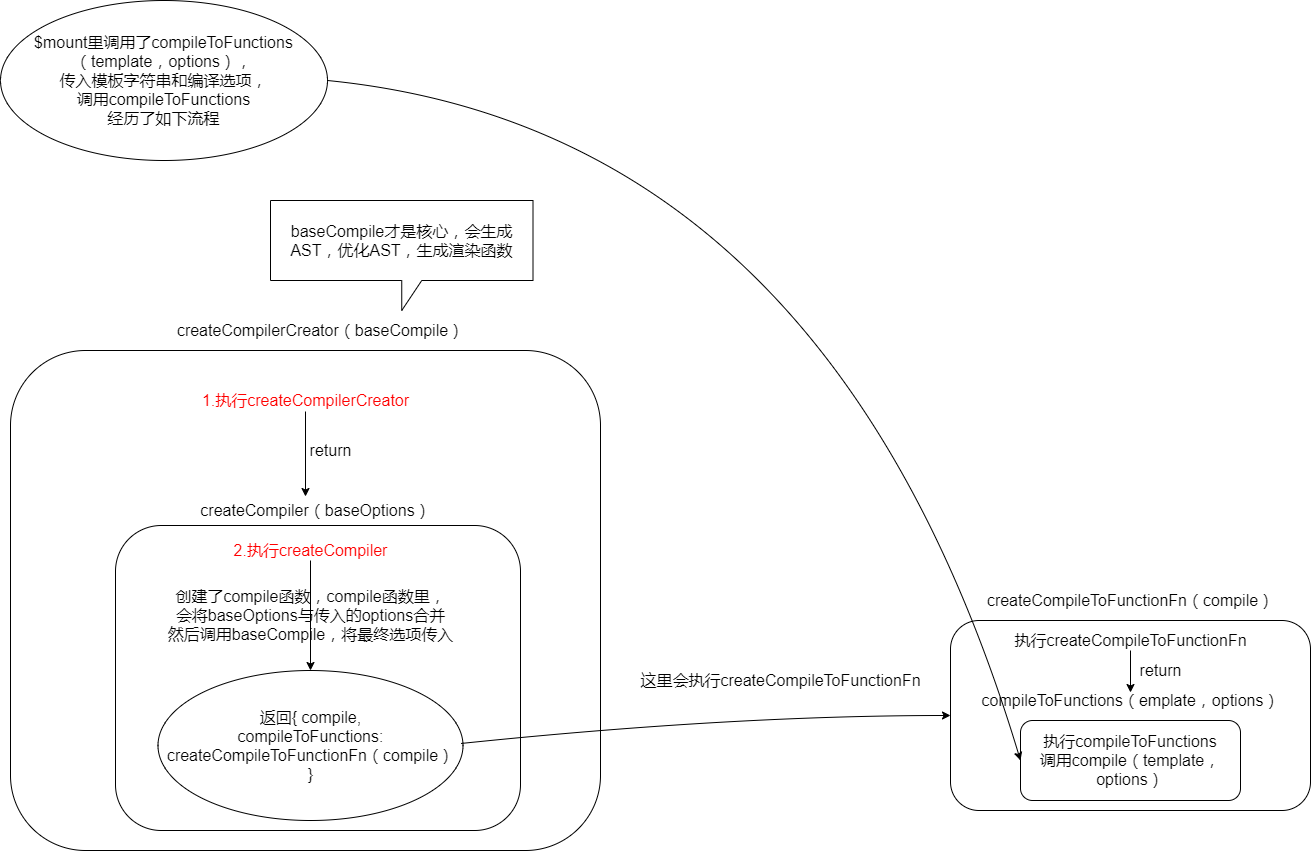 $mount里调用了compileToFunctions
（template，options），
传入模板字符串和编译选项，
调用compileToFunctions
经历了如下流程
baseCompile才是核心，会生成
AST，优化AST，生成渲染函数
createCompilerCreator（baseCompile）
1.执行createCompilerCreator
return
createCompiler（baseOptions）
2.执行createCompiler
创建了compile函数，compile函数里，
会将baseOptions与传入的options合并
然后调用baseCompile，将最终选项传入
返回{ compile,
compileToFunctions:
createCompileToFunctionFn（compile）
}
这里会执行createCompileToFunctionFn
createCompileToFunctionFn（compile）
执行createCompileToFunctionFn
return
compileToFunctions（emplate，options）
执行compileToFunctions
调用compile（template，
options）